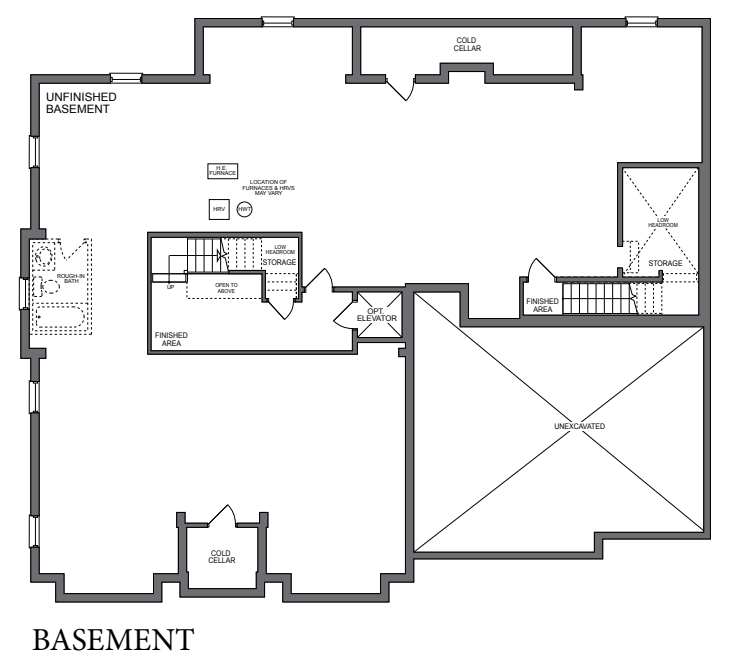 COLD
CELLAR
UNFINISHED
BASEMENT
H.E.
FURNACE
LOCATION OF
FURNACES & HRVS
MAY VARY
HRV
HWT
LOW
HEADROOM
STORAGE
LOW
HEADROOM
STORAGE
ROUGH-IN
BATH
UP
OPEN TO
ABOVE
OPT.
ELEVATOR
FINISHED
AREA
FINISHED
AREA
UNEXCAVATED
COLD
CELLAR
BASEMENT